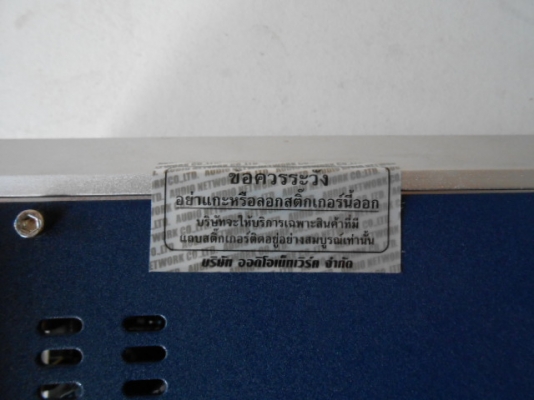 ข้อควรระวัง
อย่าแกะหรือลอกสติ๊กเกอร์นี้ออก
บริษัทจะให้บริการเฉพาะสินค้าที่มี
แถบสติ๊กเกอร์ติดอยู่อย่างสมบูรณ์เท่านั้น
บริษัท ออดิโอเน็ทเวิร์ค จำกัด